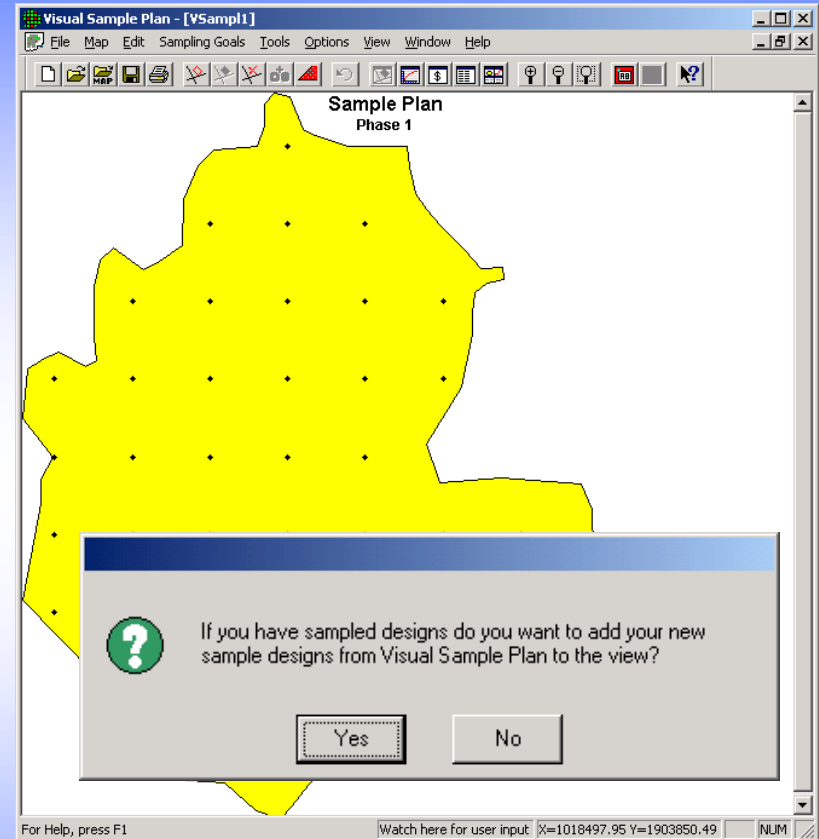 Visual Sample Plan - [VSampl1]
File Map Edit Sampling Goals Tools Options View Window Help
MAP $ AB ?
Sample Plan
Phase 1
If you have sampled designs do you want to add your new
sample designs from Visual Sample Plan to the view?
Yes No
For Help, press F1 Watch here for user input X=1018497.95 Y=1903850.49 NUM